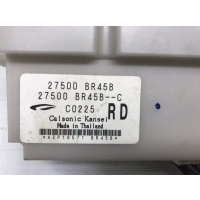 27500 BR45B
27500 BR45B--C
C0225 RD
Calsonic Kansei
Made in Thailand